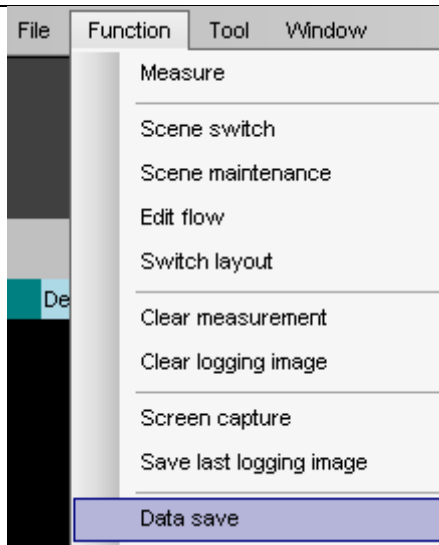 File Function Tool Window
Measure
Scene switch
Scene maintenance
Edit flow
Switch layout
De
Clear measurement
Clear logging image
Screen capture
Save last logging image
Data save